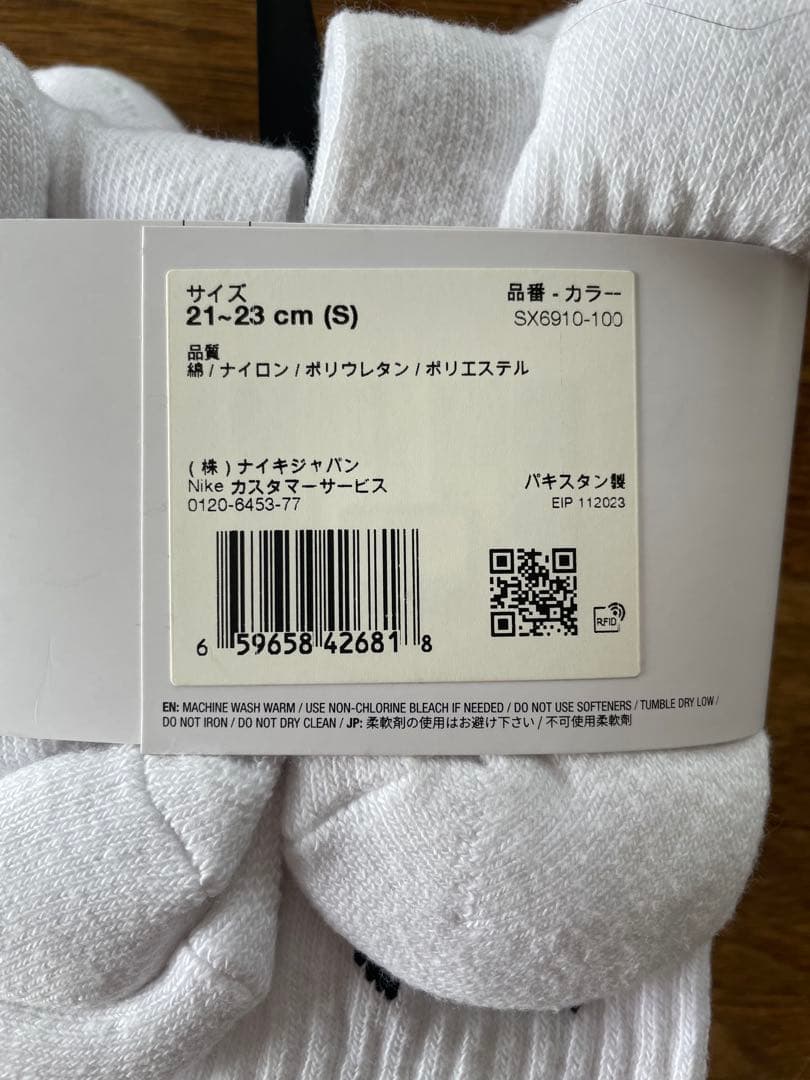 サイズ
21~23 cm (S)
品番 - カラー
SX6910-100
品質
綿 / ナイロン / ポリウレタン / ポリエステル
( 株 ) ナイキジャパン
Nike カスタマーサービス
0120-6453-77
パキスタン製
EIP 112023
6 59658 42681 8
RFID
EN: MACHINE WASH WARM / USE NON-CHLORINE BLEACH IF NEEDED / DO NOT USE SOFTENERS / TUMBLE DRY LOW /
DO NOT IRON / DO NOT DRY CLEAN / JP: 柔軟剤の使用はお避け下さい / 不可使用柔軟劑